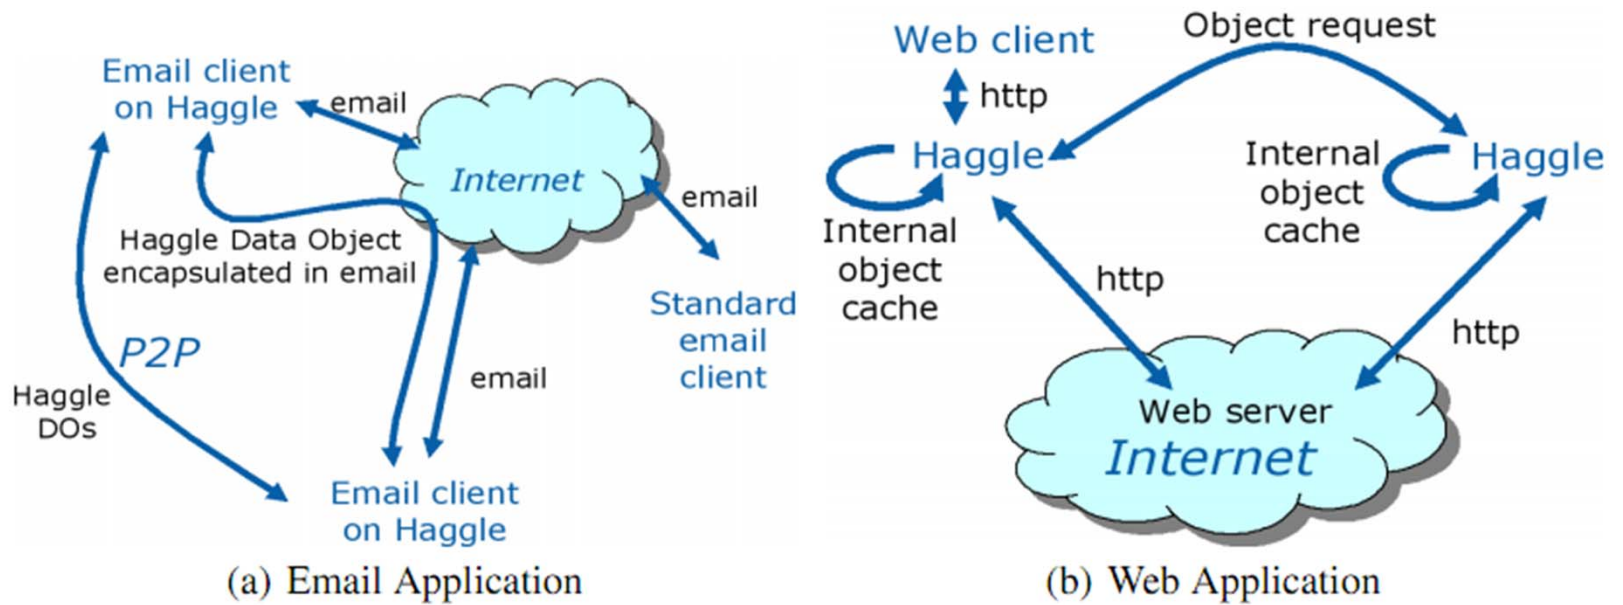 Email client
on Haggle
email
Internet
email
Haggle Data Object
encapsulated in email
Standard
email
client
P2P
email
Haggle
DOs
Email client
on Haggle
(a) Email Application
Object request
Web client
http
Haggle
Internal
object
cache
Haggle
Internal
object
cache
http
http
Web server
Internet
(b) Web Application